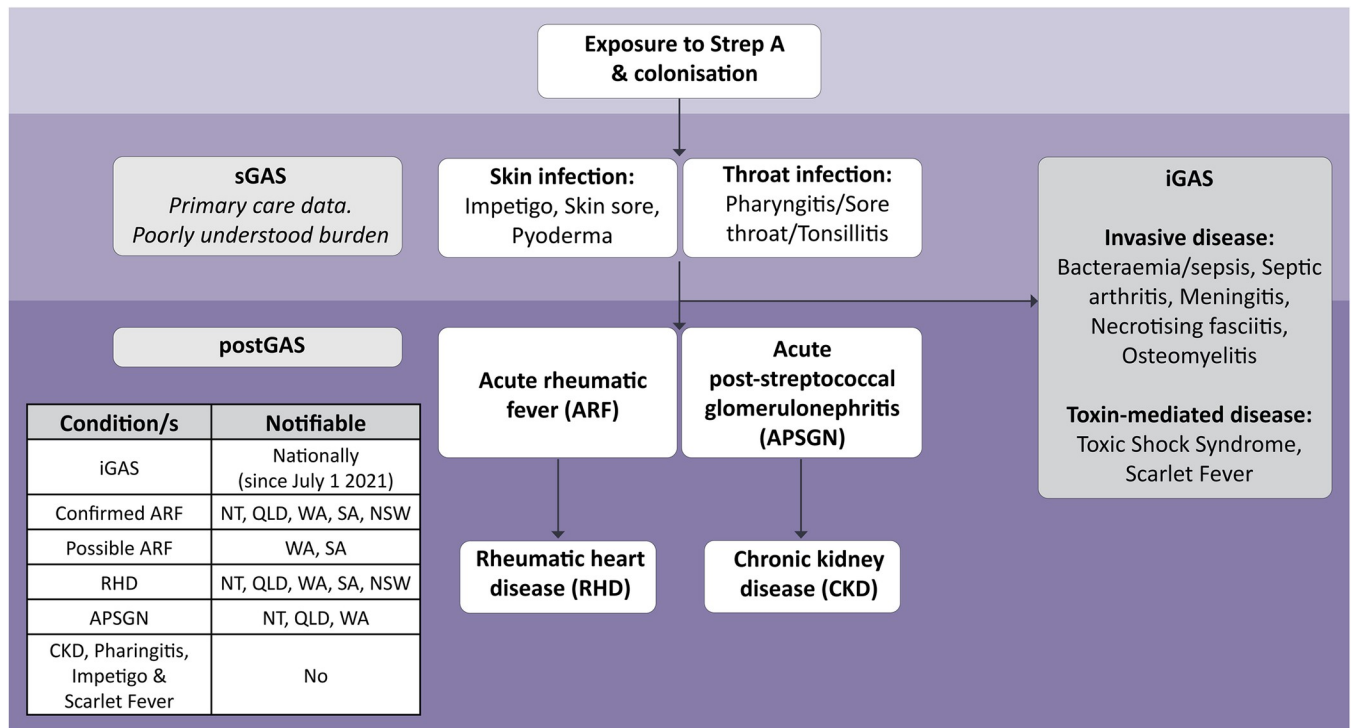 Exposure to Strep A
& colonisation
sGAS
Primary care data.
Poorly understood burden
Skin infection:
Impetigo, Skin sore,
Pyoderma
Throat infection:
Pharyngitis/Sore
throat/Tonsillitis
iGAS
Invasive disease:
Bacteraemia/sepsis, Septic
arthritis, Meningitis,
Necrotising fasciitis,
Osteomyelitis
Toxin-mediated disease:
Toxic Shock Syndrome,
Scarlet Fever
postGAS
Acute rheumatic
fever (ARF)
Acute
post-streptococcal
glomerulonephritis
(APSGN)
Rheumatic heart
disease (RHD)
Chronic kidney
disease (CKD)
Condition/s Notifiable
iGAS Nationally
(since July 1 2021)
Confirmed ARF NT, QLD, WA, SA, NSW
Possible ARF WA, SA
RHD NT, QLD, WA, SA, NSW
APSGN NT, QLD, WA
CKD, Pharingitis,
Impetigo & No
Scarlet Fever